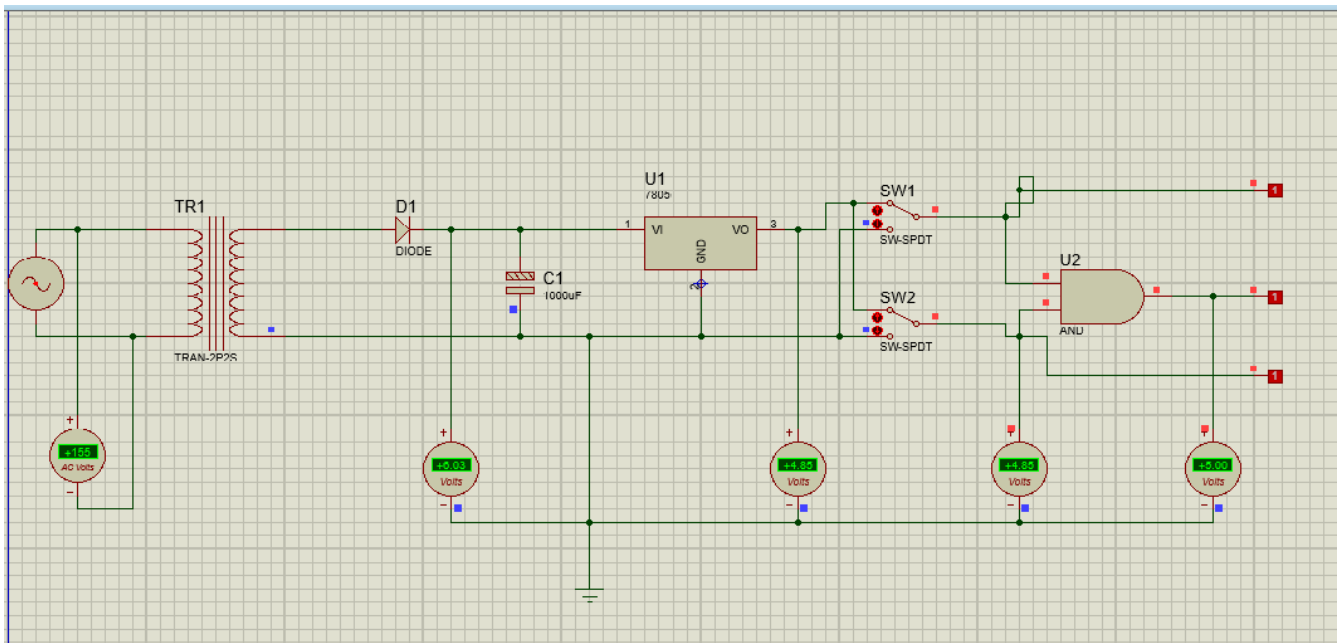 U1
7805
SW1
TR1
D1
1
VI
VO
3
DIODE
GND
SW-SPDT
1
U2
C1
1000uF
SW2
1
AND
TRAN-2P2S
SW-SPDT
1
+
+155
AC Volts
−
+
+6.03
Volts
−
+
+4.85
Volts
−
+
+4.85
Volts
−
+
+5.00
Volts
−